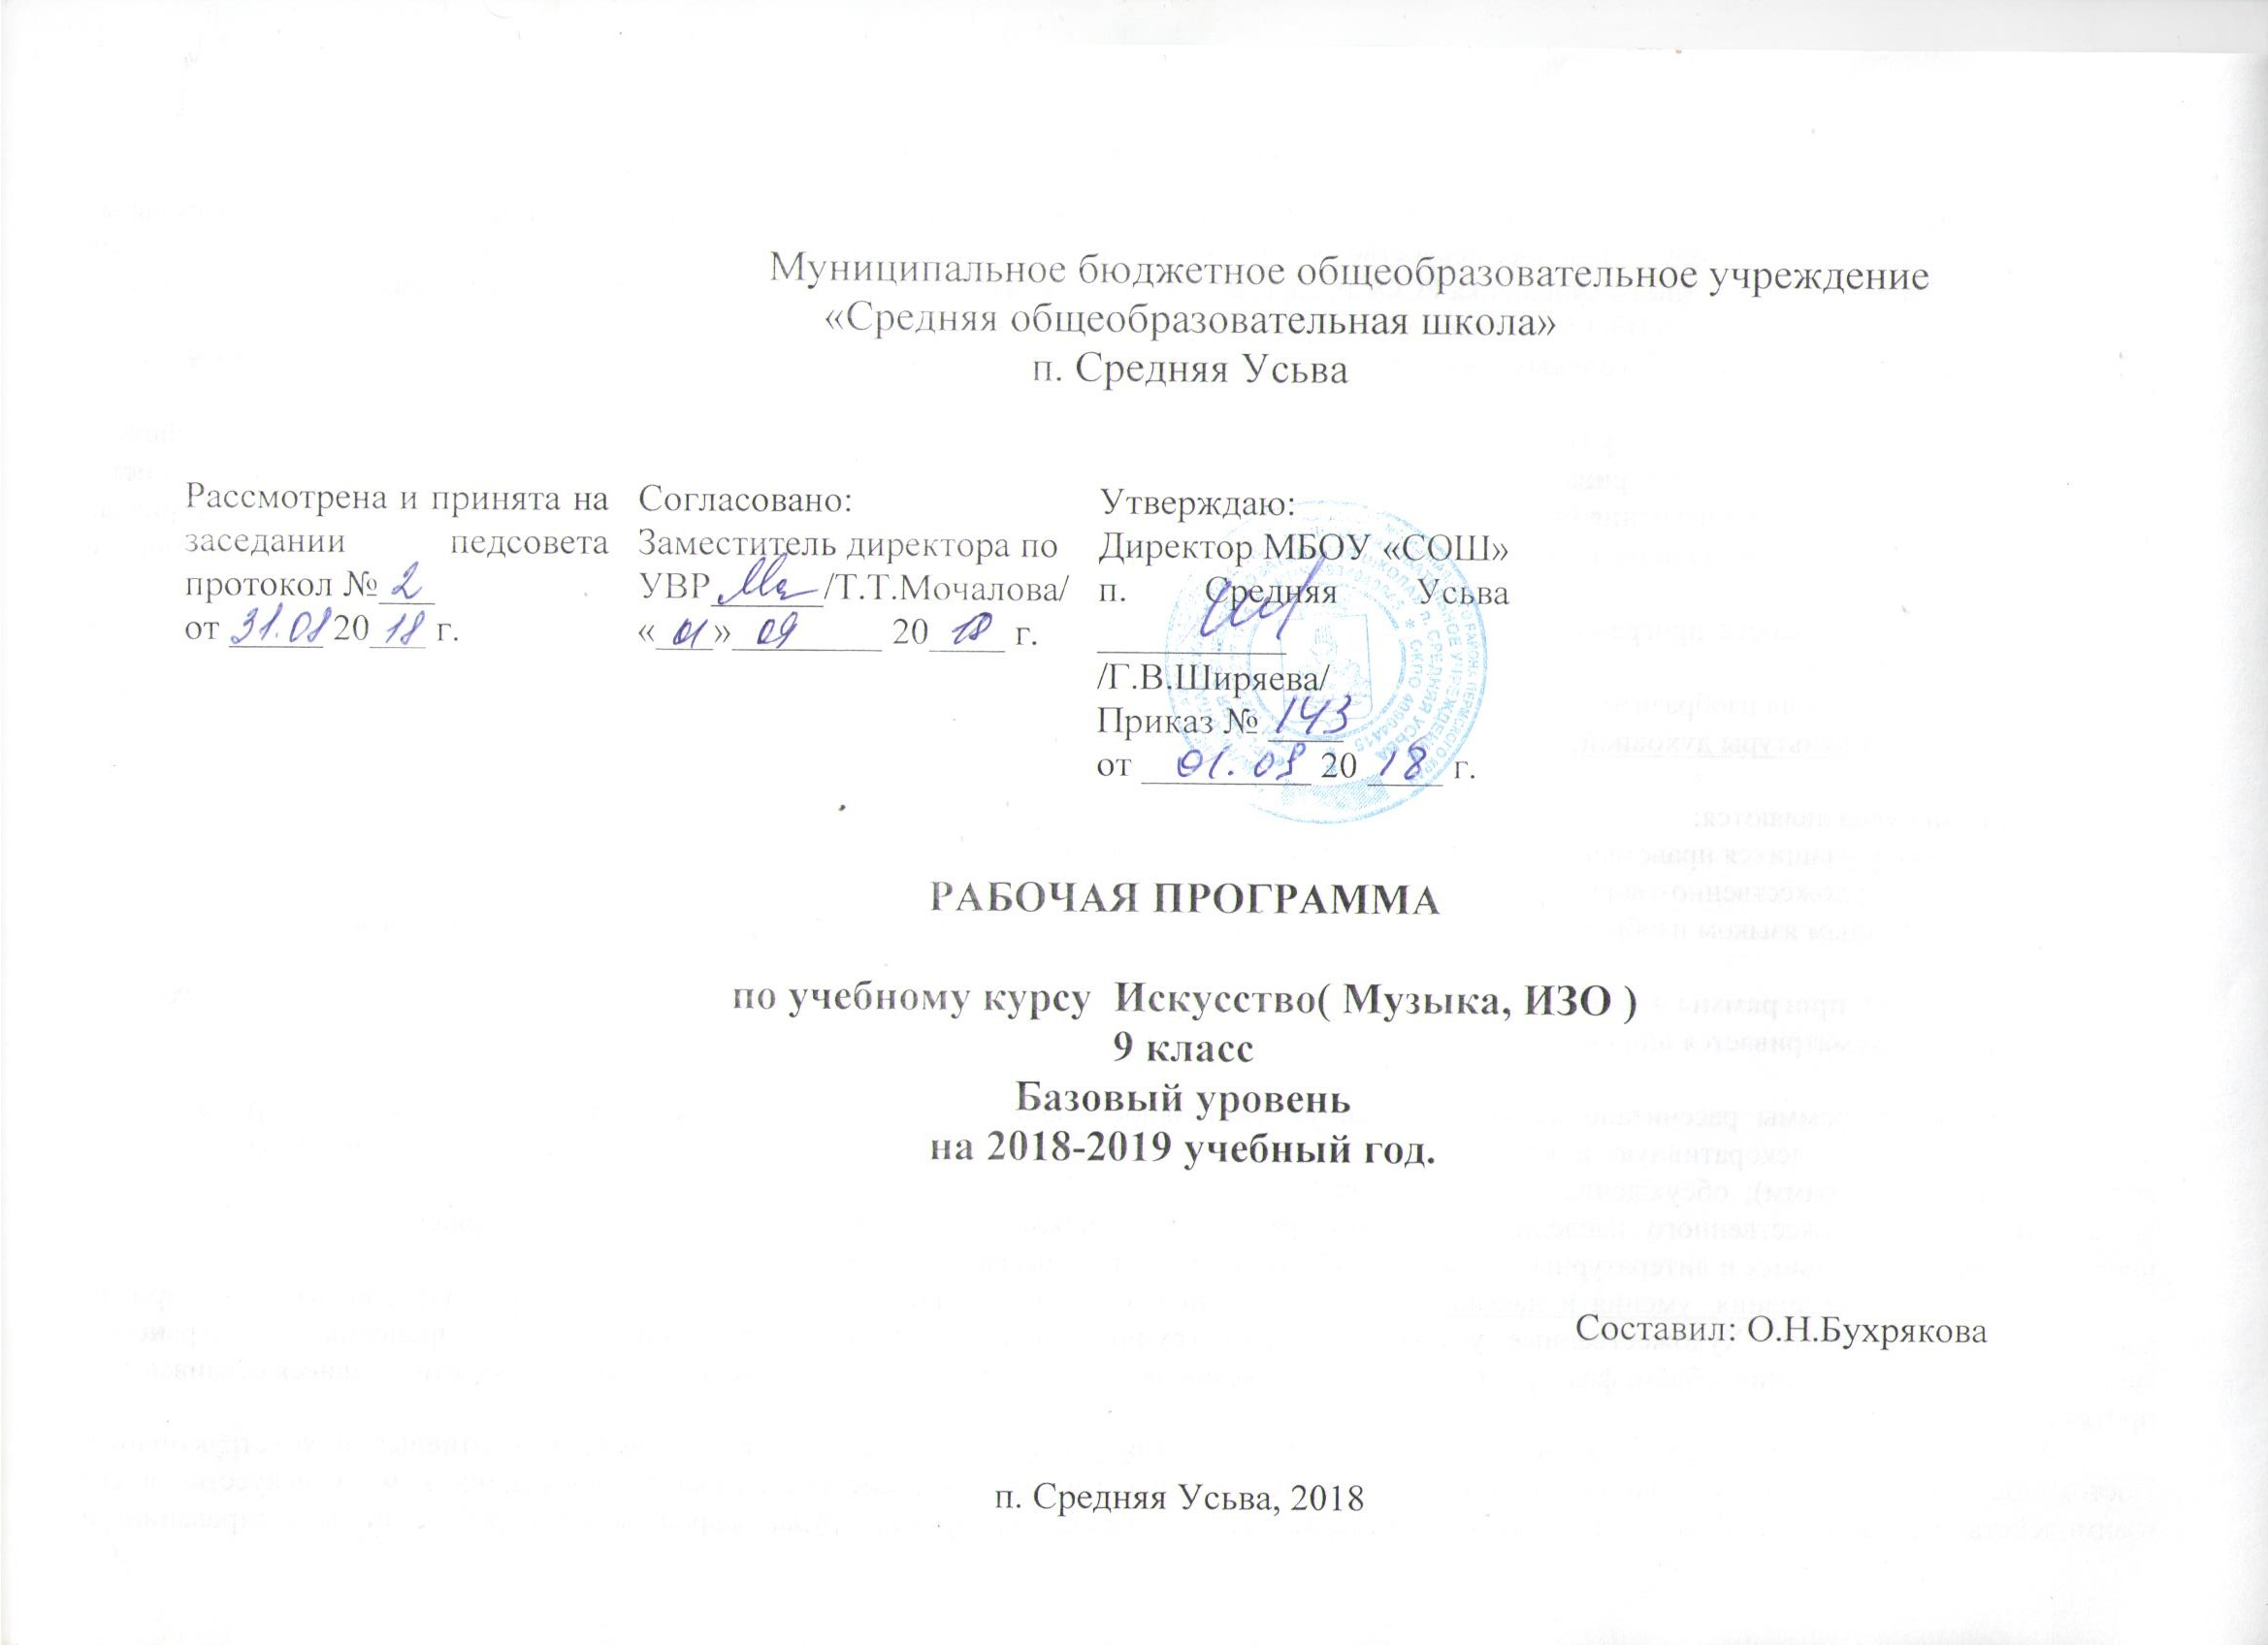 Муниципальное бюджетное общеобразовательное учреждение
«Средняя общеобразовательная школа»
п. Средняя Усьва
Рассмотрена и принята на
заседании педсовета
протокол № 2
от 31.08 20 18 г.
Согласовано:
Заместитель директора по
УВР /Т.Т.Мочалова/
« 01 » 09 20 18 г.
Утверждаю:
Директор МБОУ «СОШ»
п. Средняя Усьва
/Г.В.Ширяева/
Приказ № 143
от 01.09 20 18 г.
РАБОЧАЯ ПРОГРАММА
по учебному курсу Искусство( Музыка, ИЗО )
9 класс
Базовый уровень
на 2018-2019 учебный год.
Составил: О.Н.Бухрякова
п. Средняя Усьва, 2018